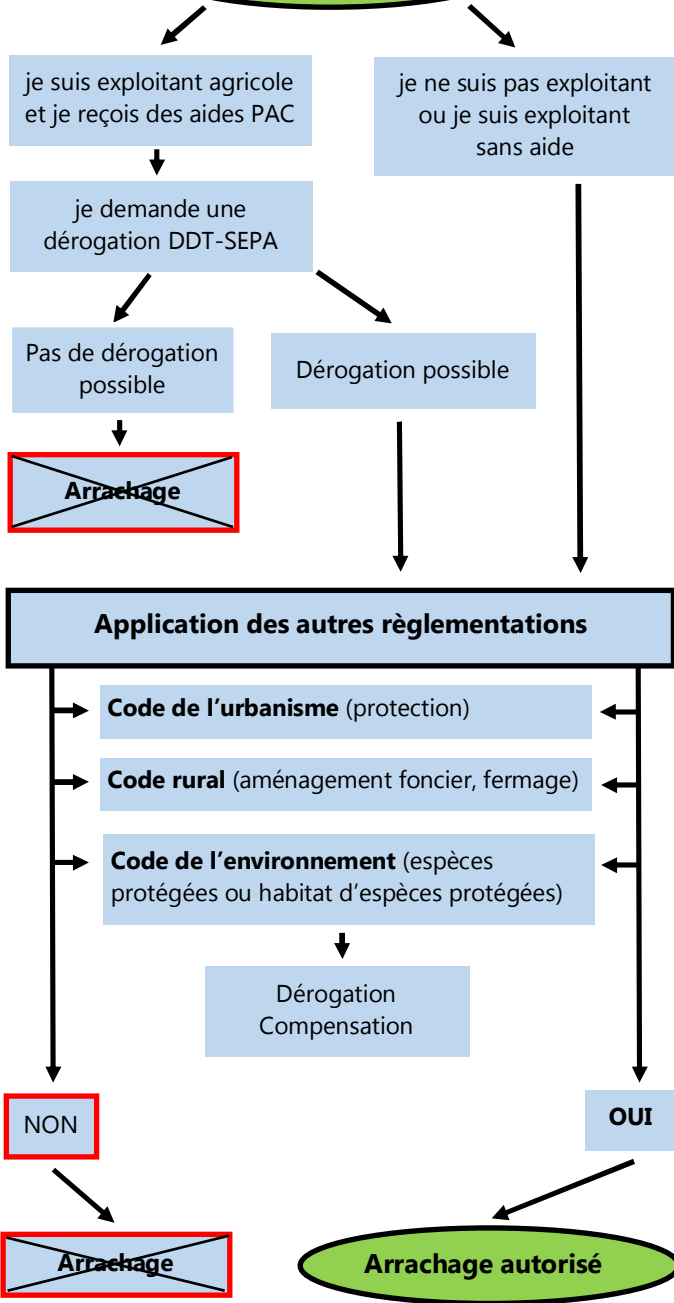 je suis exploitant agricole
et je reçois des aides PAC
je ne suis pas exploitant
ou je suis exploitant
sans aide
je demande une
dérogation DDT-SEPA
Pas de dérogation
possible
Dérogation possible
Arrachage
Application des autres règlementations
Code de l'urbanisme (protection)
Code rural (aménagement foncier, fermage)
Code de l'environnement (espèces
protégées ou habitat d'espèces protégées)
Dérogation
Compensation
NON
OUI
Arrachage
Arrachage autorisé